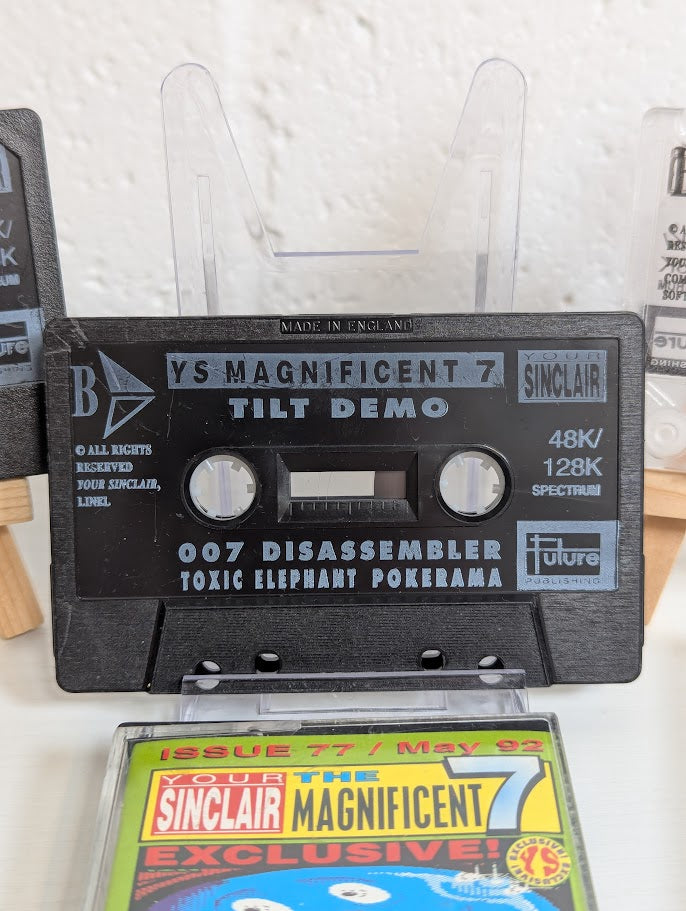 MADE IN ENGLAND
B
YS MAGNIFICENT 7
TILT DEMO
YOUR
SINCLAIR
© ALL RIGHTS
RESERVED
YOUR SINCLAIR,
LINEL
48K/
128K
SPECTRUM
007 DISASSEMBLER
TOXIC ELEPHANT POKERAMA
Future
PUBLISHING
ISSUE 77 / May 92
YOUR
SINCLAIR
THE
MAGNIFICENT 7
EXCLUSIVE!
YS